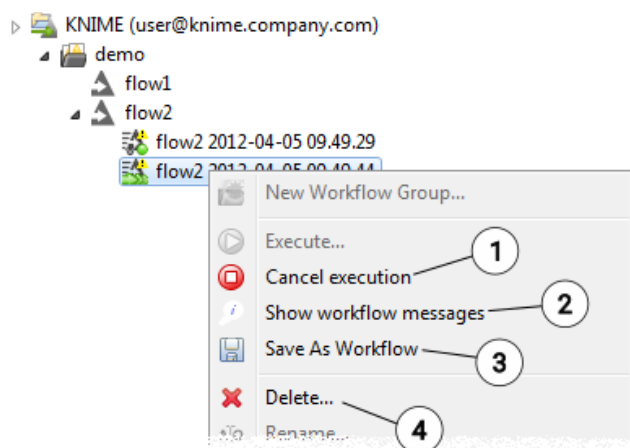 KNIME (user@knime.company.com)
demo
flow1
flow2
flow2 2012-04-05 09.49.29
flow2 2012-04-05 09.49.44
New Workflow Group...
Execute...
1
Cancel execution
2
Show workflow messages
Save As Workflow
3
Delete...
4
Rename...